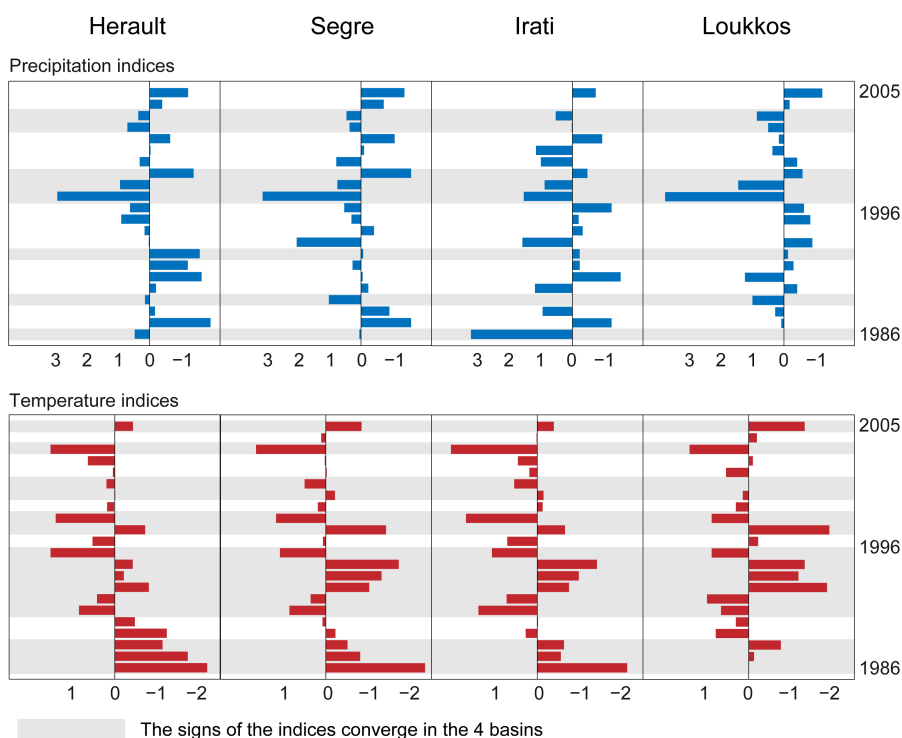 Herault Segre Irati Loukkos
Precipitation indices
2005
1996
1986
3 2 1 0 −1 3 2 1 0 −1 3 2 1 0 −1 3 2 1 0 −1
Temperature indices
2005
1996
1986
1 0 −1 −2 1 0 −1 −2 1 0 −1 −2 1 0 −1 −2
The signs of the indices converge in the 4 basins